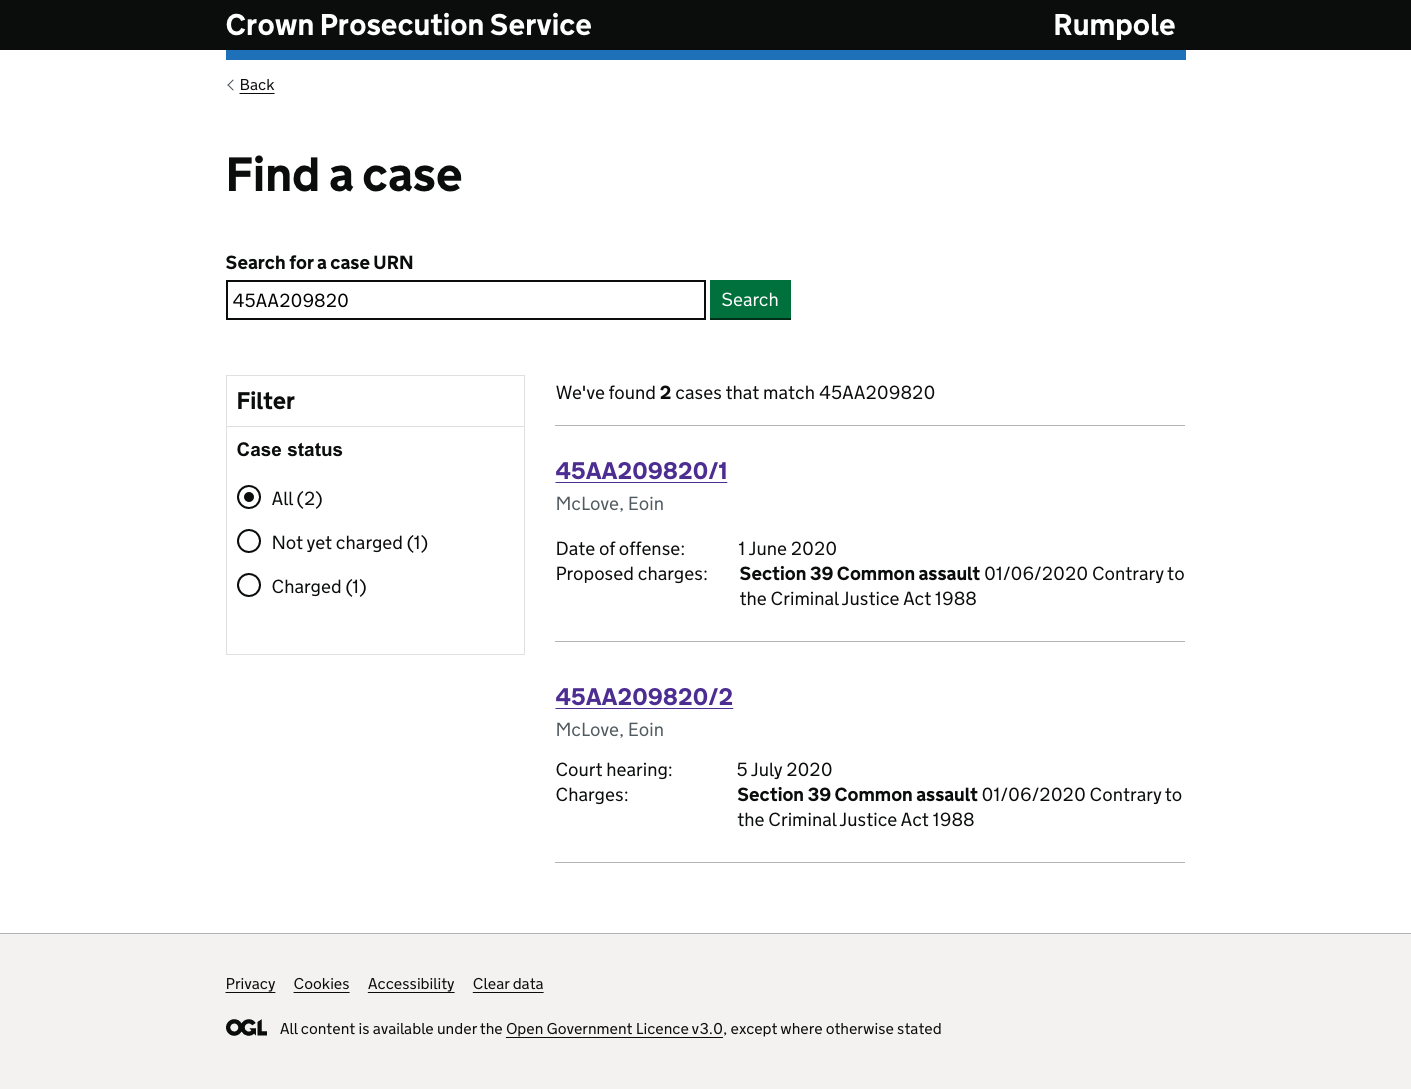 Crown Prosecution Service
Rumpole
Back
Find a case
Search for a case URN
45AA209820
Search
Filter
Case status
All (2)
Not yet charged (1)
Charged (1)
We've found 2 cases that match 45AA209820
45AA209820/1
McLove, Eoin
Date of offense: 1 June 2020
Proposed charges: Section 39 Common assault 01/06/2020 Contrary to
the Criminal Justice Act 1988
45AA209820/2
McLove, Eoin
Court hearing: 5 July 2020
Charges: Section 39 Common assault 01/06/2020 Contrary to
the Criminal Justice Act 1988
Privacy Cookies Accessibility Clear data
OGL All content is available under the Open Government Licence v3.0, except where otherwise stated